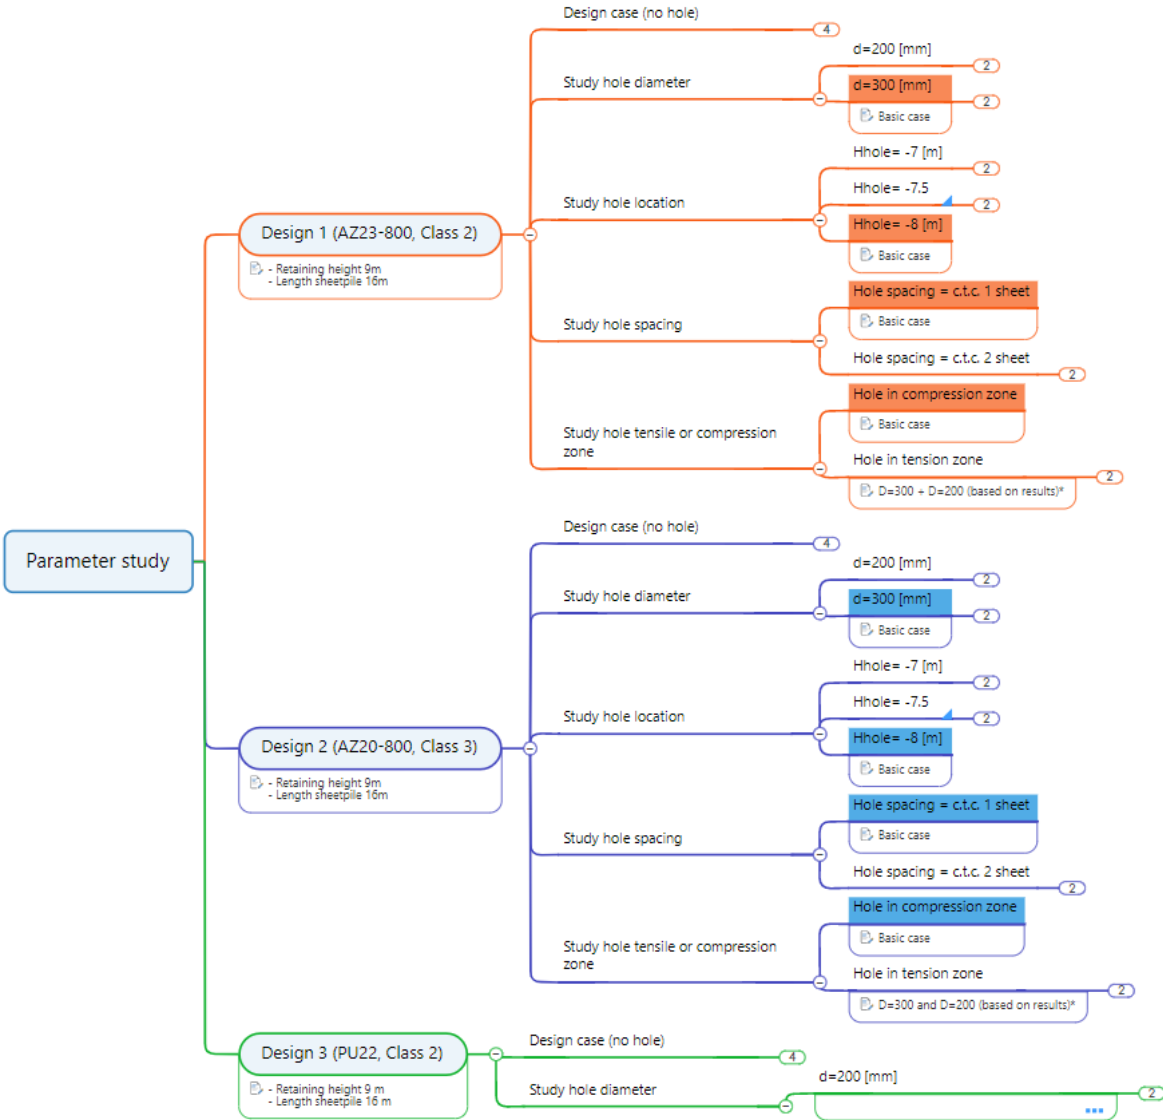 Parameter study
Design 1 (AZ23-800, Class 2)
- Retaining height 9m
- Length sheetpile 16m
Design case (no hole)
4
Study hole diameter
d=200 [mm]
2
d=300 [mm]
2
Basic case
Study hole location
Hhole= -7 [m]
2
Hhole= -7.5
2
Hhole= -8 [m]
Basic case
Study hole spacing
Hole spacing = c.t.c. 1 sheet
Basic case
Hole spacing = c.t.c. 2 sheet
2
Study hole tensile or compression
zone
Hole in compression zone
Basic case
Hole in tension zone
2
D=300 + D=200 (based on results)*
Design 2 (AZ20-800, Class 3)
- Retaining height 9m
- Length sheetpile 16m
Design case (no hole)
4
Study hole diameter
d=200 [mm]
2
d=300 [mm]
2
Basic case
Study hole location
Hhole= -7 [m]
2
Hhole= -7.5
2
Hhole= -8 [m]
Basic case
Study hole spacing
Hole spacing = c.t.c. 1 sheet
Basic case
Hole spacing = c.t.c. 2 sheet
2
Study hole tensile or compression
zone
Hole in compression zone
Basic case
Hole in tension zone
2
D=300 and D=200 (based on results)*
Design 3 (PU22, Class 2)
- Retaining height 9 m
- Length sheetpile 16 m
Design case (no hole)
4
Study hole diameter
d=200 [mm]
2